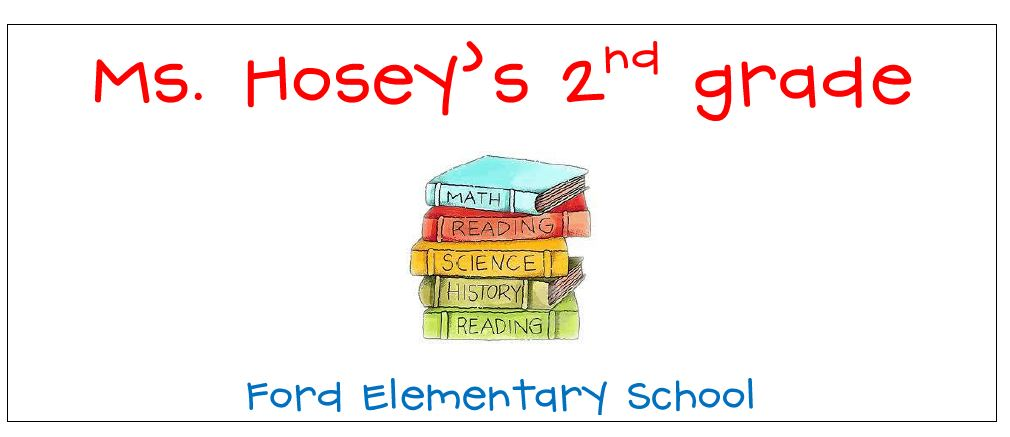 Ms. Hosey's 2nd grade
MATH
READING
SCIENCE
HISTORY
READING
Ford Elementary School